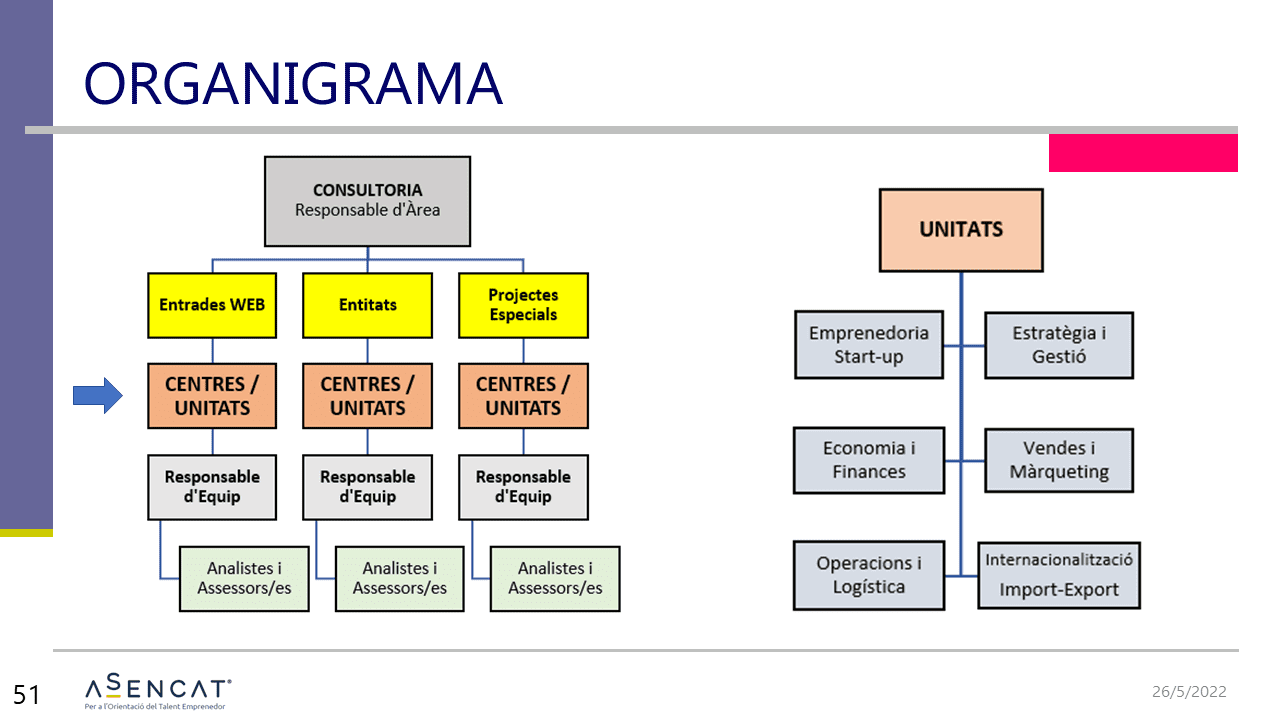 ORGANIGRAMA
CONSULTORIA
Responsable d'Àrea
Entrades WEB
Entitats
Projectes
Especials
CENTRES /
UNITATS
CENTRES /
UNITATS
CENTRES /
UNITATS
Responsable
d'Equip
Responsable
d'Equip
Responsable
d'Equip
Analistes i
Assessors/es
Analistes i
Assessors/es
Analistes i
Assessors/es
UNITATS
Emprenedoria
Start-up
Estratègia i
Gestió
Economia i
Finances
Vendes i
Màrqueting
Operacions i
Logística
Internacionalització
Import-Export
51
ASENCAT®
Per a l'Orientació del Talent Emprenedor
26/5/2022